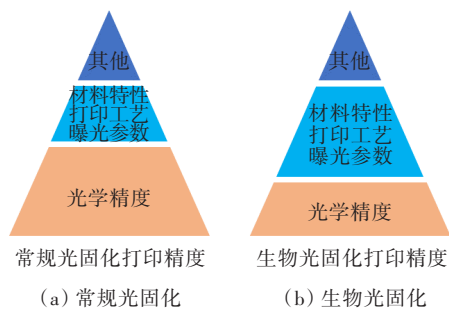 其他
材料特性
打印工艺
曝光参数
光学精度
常规光固化打印精度
(a)常规光固化
其他
材料特性
打印工艺
曝光参数
光学精度
生物光固化打印精度
(b)生物光固化